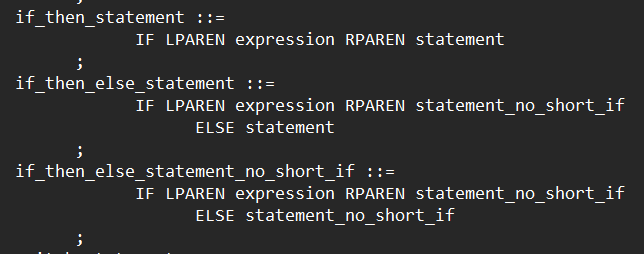 ;
if_then_statement ::=
IF LPAREN expression RPAREN statement
;
if_then_else_statement ::=
IF LPAREN expression RPAREN statement_no_short_if
ELSE statement
;
if_then_else_statement_no_short_if ::=
IF LPAREN expression RPAREN statement_no_short_if
ELSE statement_no_short_if
;